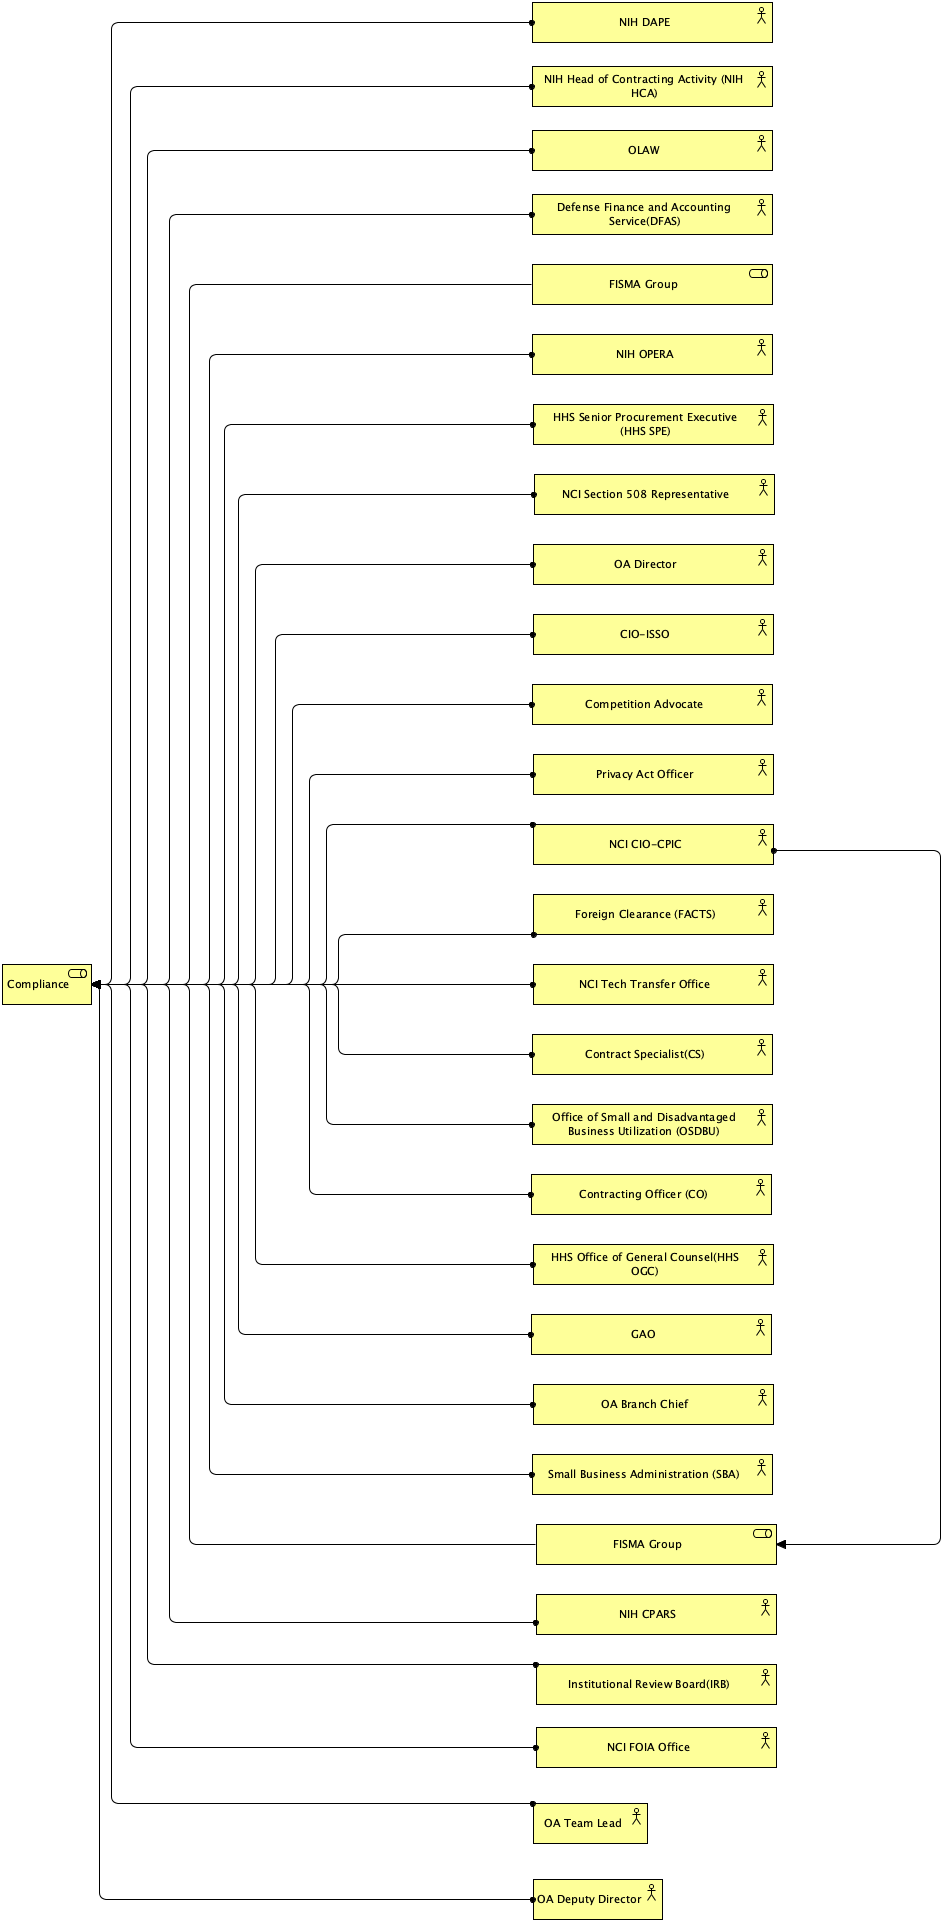 NIH DAPE
NIH Head of Contracting Activity (NIH
HCA)
OLAW
Defense Finance and Accounting
Service(DFAS)
FISMA Group
NIH OPERA
HHS Senior Procurement Executive
(HHS SPE)
NCI Section 508 Representative
OA Director
CIO-ISSO
Competition Advocate
Privacy Act Officer
NCI CIO-CPIC
Foreign Clearance (FACTS)
Compliance
NCI Tech Transfer Office
Contract Specialist(CS)
Office of Small and Disadvantaged
Business Utilization (OSDBU)
Contracting Officer (CO)
HHS Office of General Counsel(HHS
OGC)
GAO
OA Branch Chief
Small Business Administration (SBA)
FISMA Group
NIH CPARS
Institutional Review Board(IRB)
NCI FOIA Office
OA Team Lead
OA Deputy Director